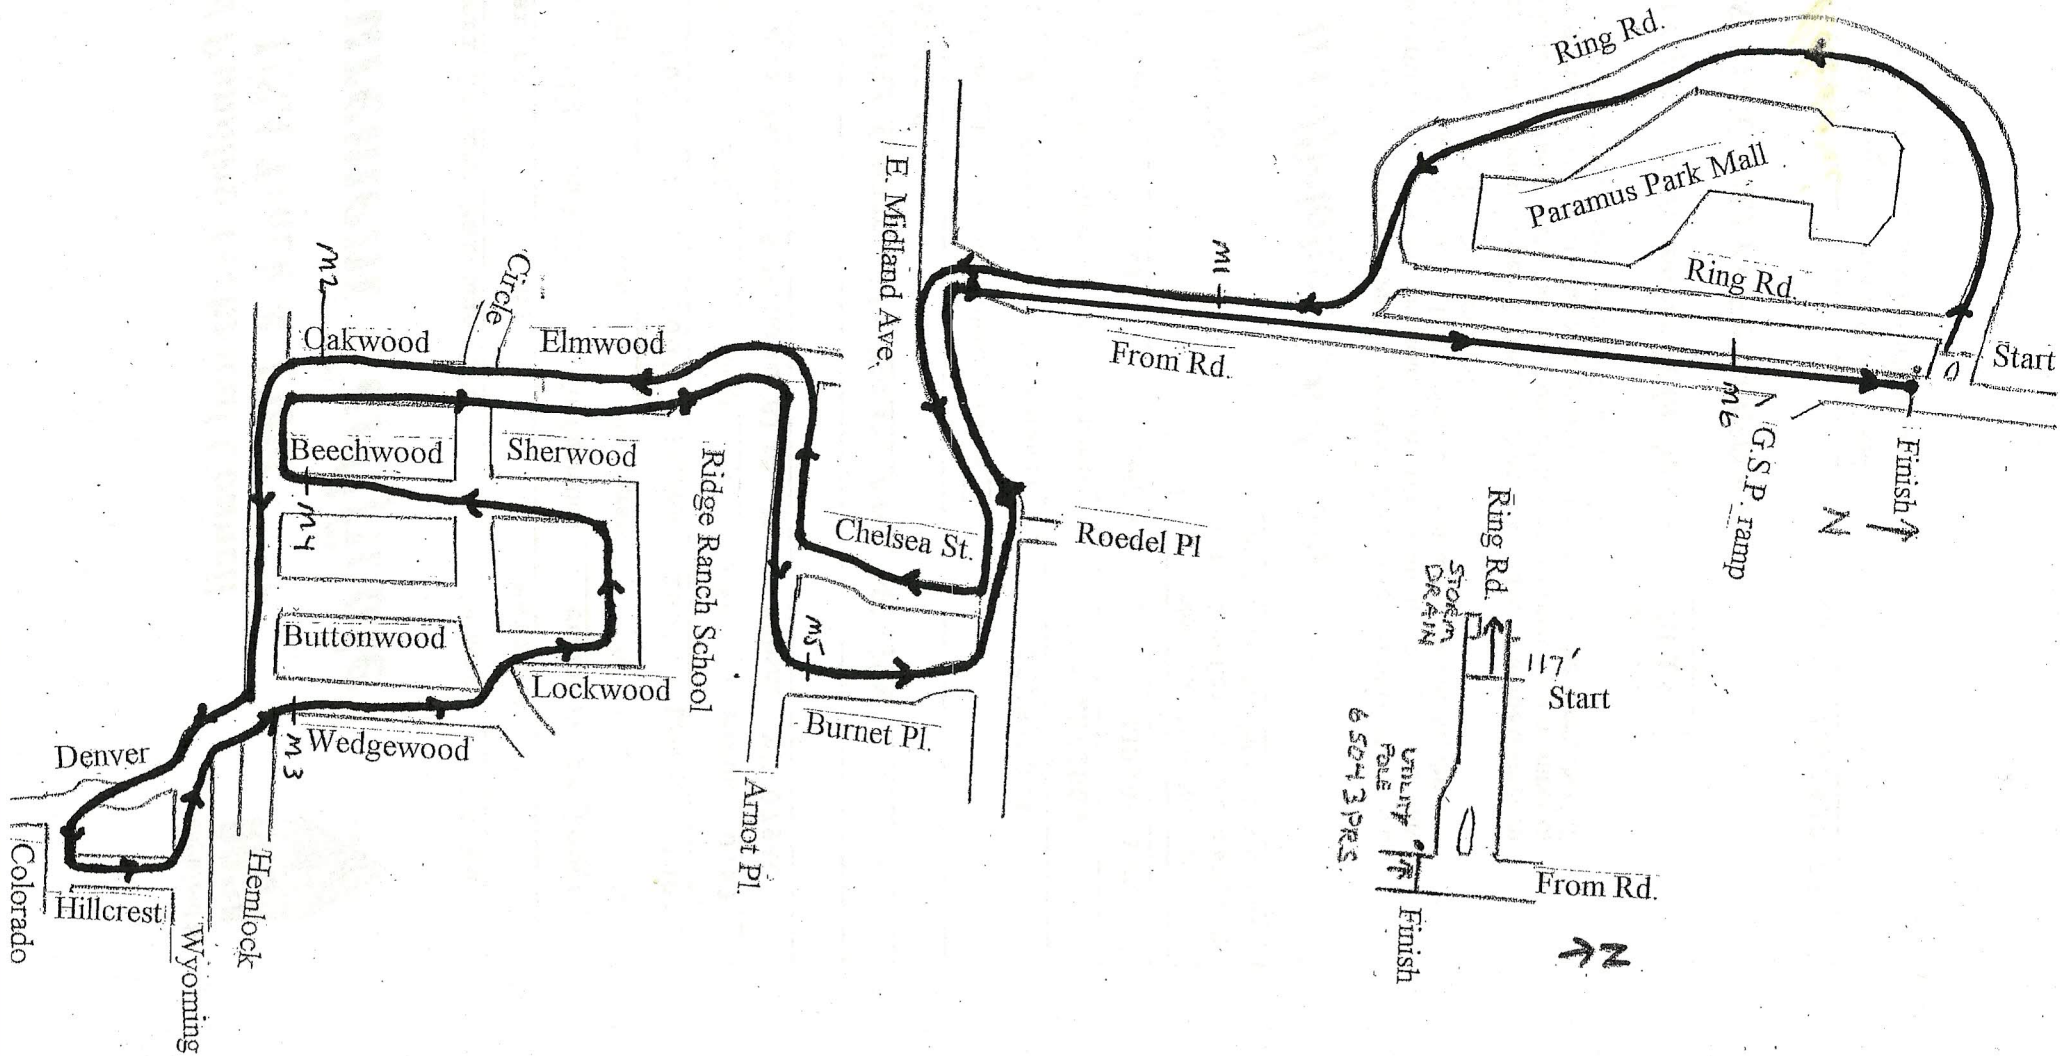 Ring Rd.
Paramus Park Mall
Ring Rd.
Start
E. Midland Ave.
M1
From Rd.
M6
G.S.P. ramp
Finish
N
M2
Circle
Oakwood
Elmwood
Beechwood
Sherwood
M4
Ridge Ranch School
Chelsea St.
Roedel Pl
Buttonwood
Lockwood
M5
Burnet Pl.
Arnot Pl.
Wedgewood
M3
Denver
Hemlock
Colorado
Hillcrest
Wyoming
Ring Rd.
STORM
DRAIN
117'
Start
UTILITY
POLE
65043PRS
From Rd.
Finish
N